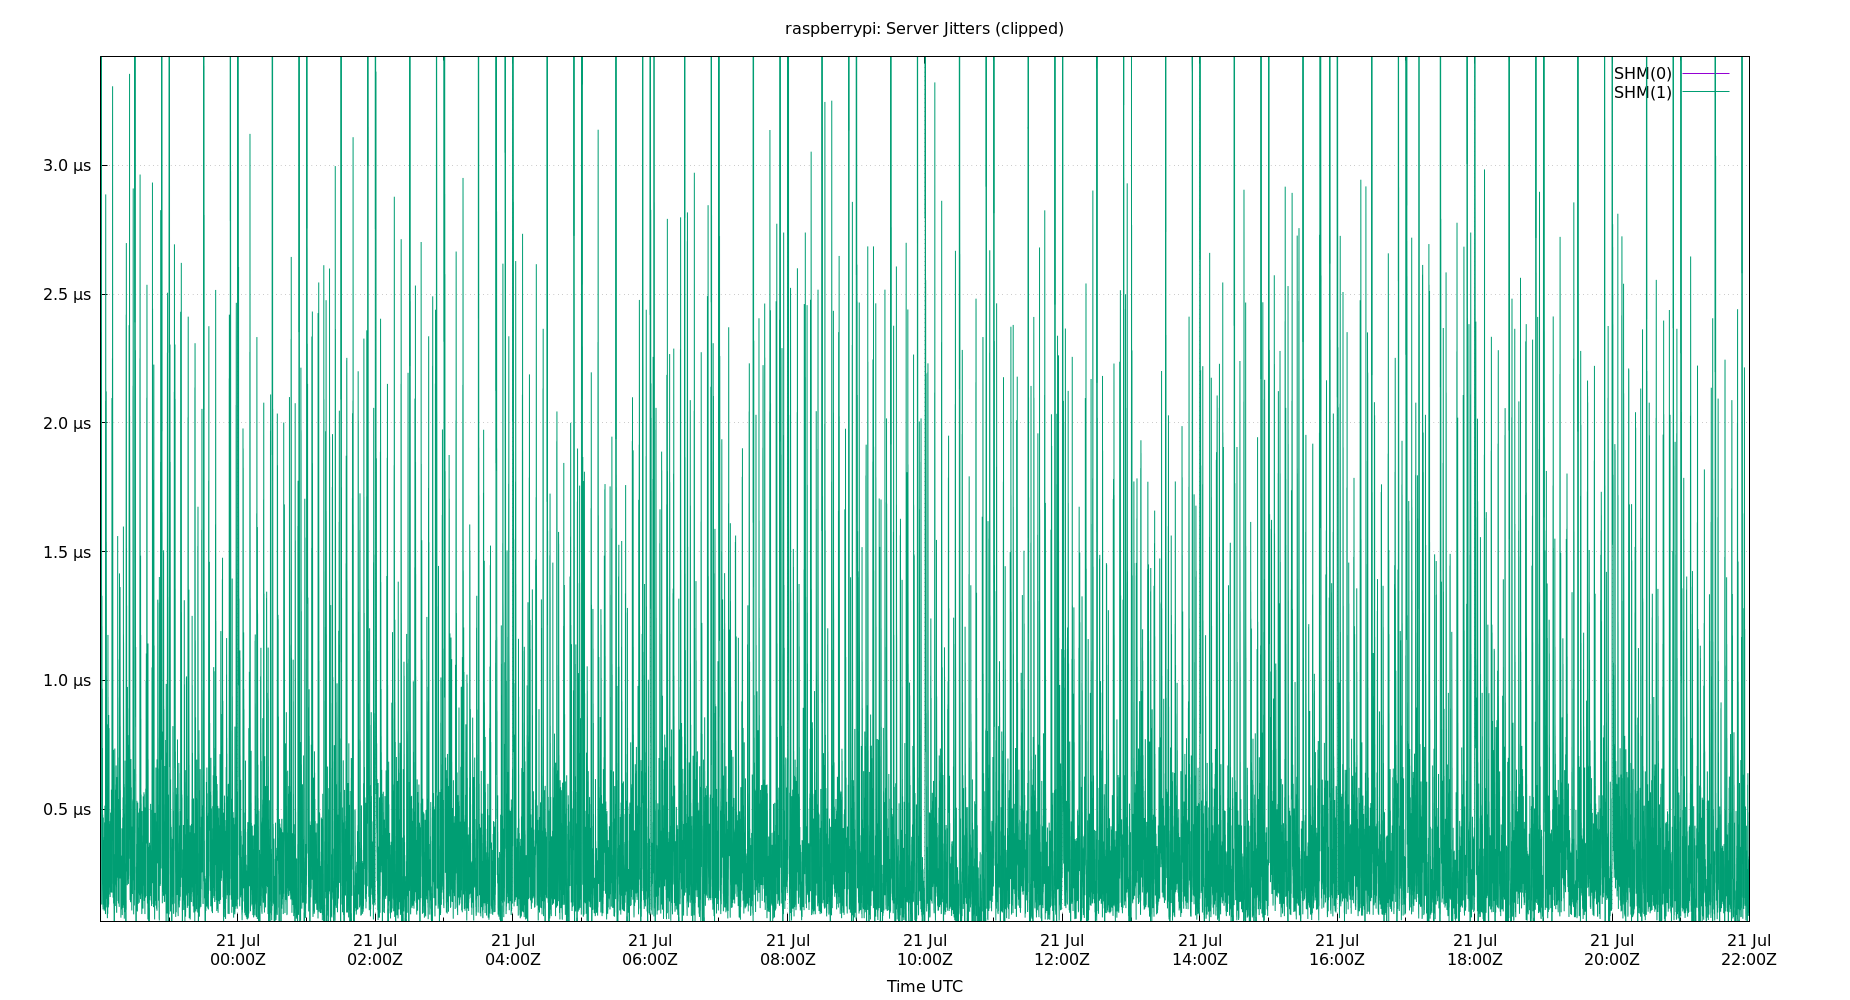 raspberrypi: Server Jitters (clipped)
SHM(0)
SHM(1)
3.0 µs
2.5 µs
2.0 µs
1.5 µs
1.0 µs
0.5 µs
21 Jul 21 Jul 21 Jul 21 Jul 21 Jul 21 Jul 21 Jul 21 Jul 21 Jul 21 Jul 21 Jul 21 Jul
00:00Z 02:00Z 04:00Z 06:00Z 08:00Z 10:00Z 12:00Z 14:00Z 16:00Z 18:00Z 20:00Z 22:00Z
Time UTC